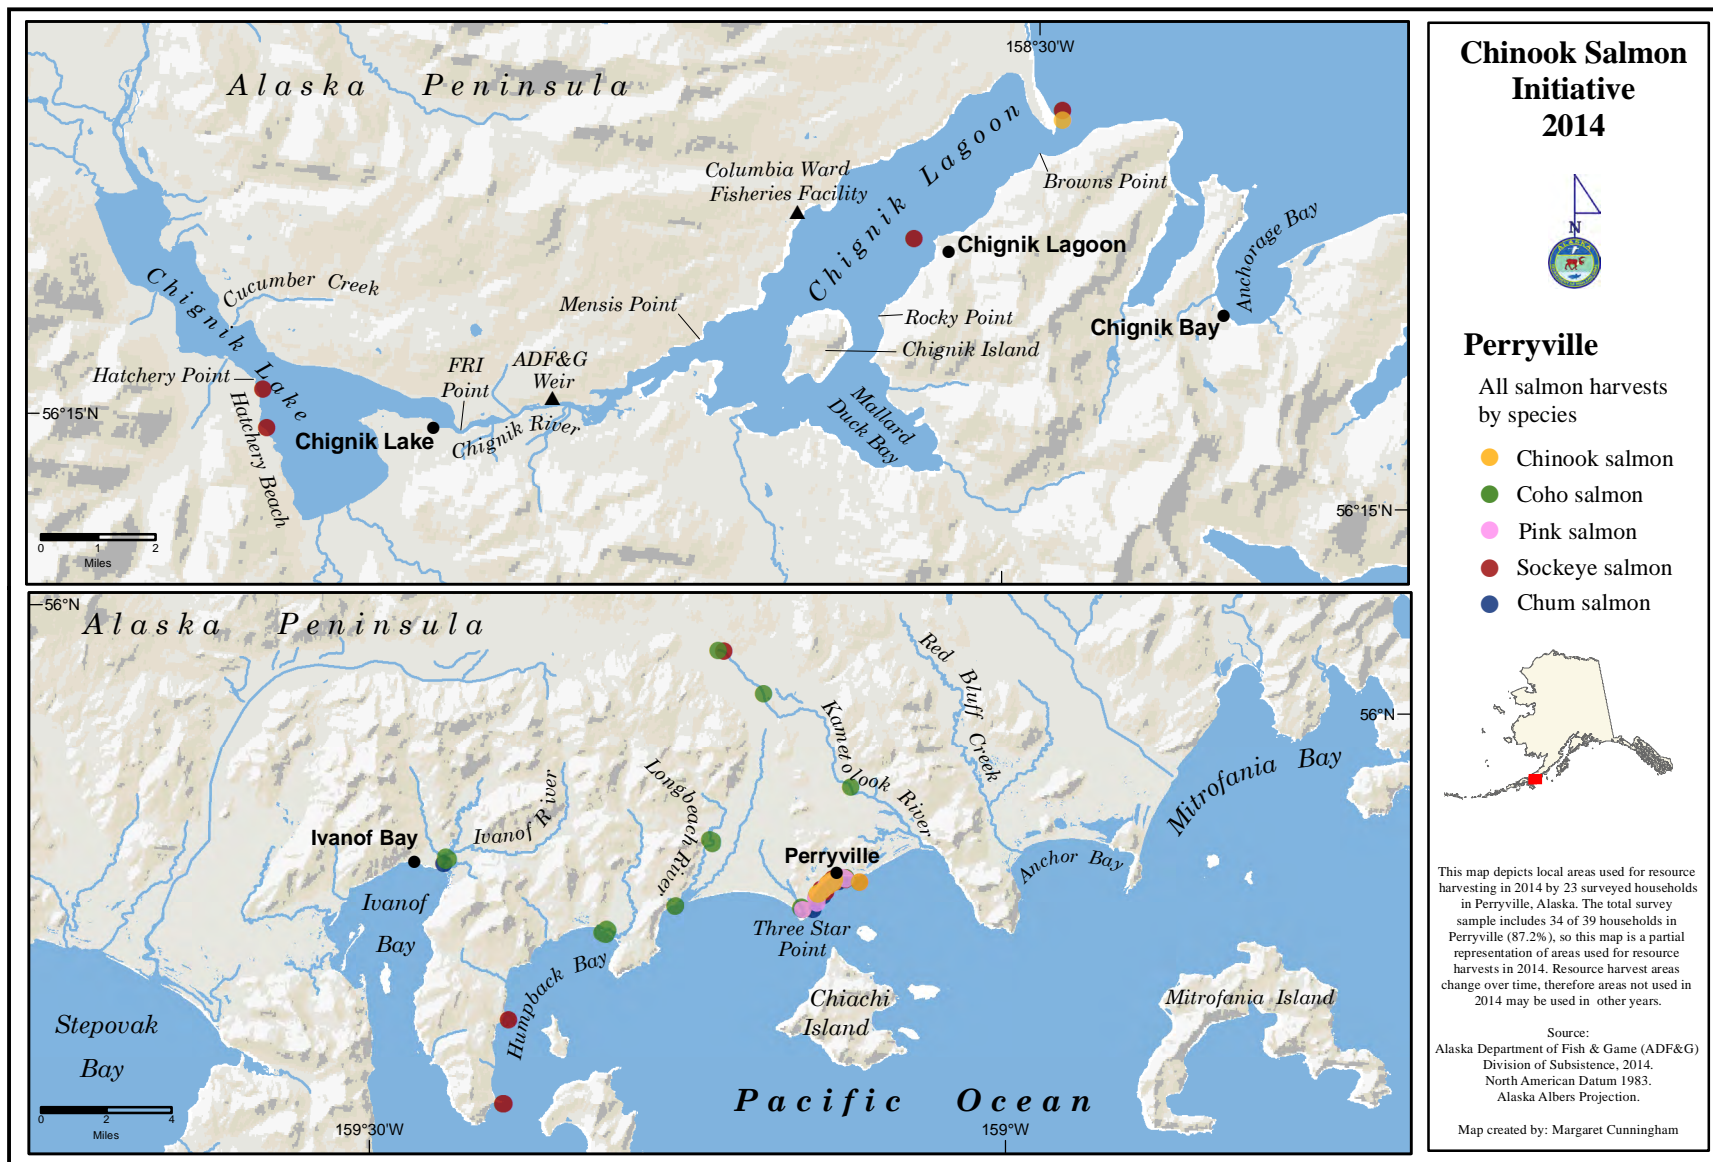 Alaska Peninsula
158°30'W
Chignik Lagoon
Columbia Ward
Fisheries Facility
Browns Point
Anchorage Bay
Chignik Lagoon
Chignik Lake
Cucumber Creek
Mensis Point
Rocky Point
Chignik Bay
Chignik Island
Hatchery Point
FRI
Point
ADF&G
Weir
56°15'N
Hatchery Beach
Chignik Lake
Chignik River
Mallard
Duck Bay
56°15'N
0 1 2
Miles
56°N
Alaska Peninsula
Red Bluff Creek
56°N
Kametolook River
Mitrofania Bay
Longbeach River
Ivanof River
Ivanof Bay
Perryville
Anchor Bay
Ivanof
Bay
Three Star
Point
Humpback Bay
Chiachi
Island
Mitrofania Island
Stepovak
Bay
Pacific Ocean
0 2 4
Miles
159°30'W
159°W
Chinook Salmon
Initiative
2014
N
ALASKA
Perryville
All salmon harvests
by species
Chinook salmon
Coho salmon
Pink salmon
Sockeye salmon
Chum salmon
This map depicts local areas used for resource
harvesting in 2014 by 23 surveyed households
in Perryville, Alaska. The total survey
sample includes 34 of 39 households in
Perryville (87.2%), so this map is a partial
representation of areas used for resource
harvests in 2014. Resource harvest areas
change over time, therefore areas not used in
2014 may be used in other years.
Source:
Alaska Department of Fish & Game (ADF&G)
Division of Subsistence, 2014.
North American Datum 1983.
Alaska Albers Projection.
Map created by: Margaret Cunningham